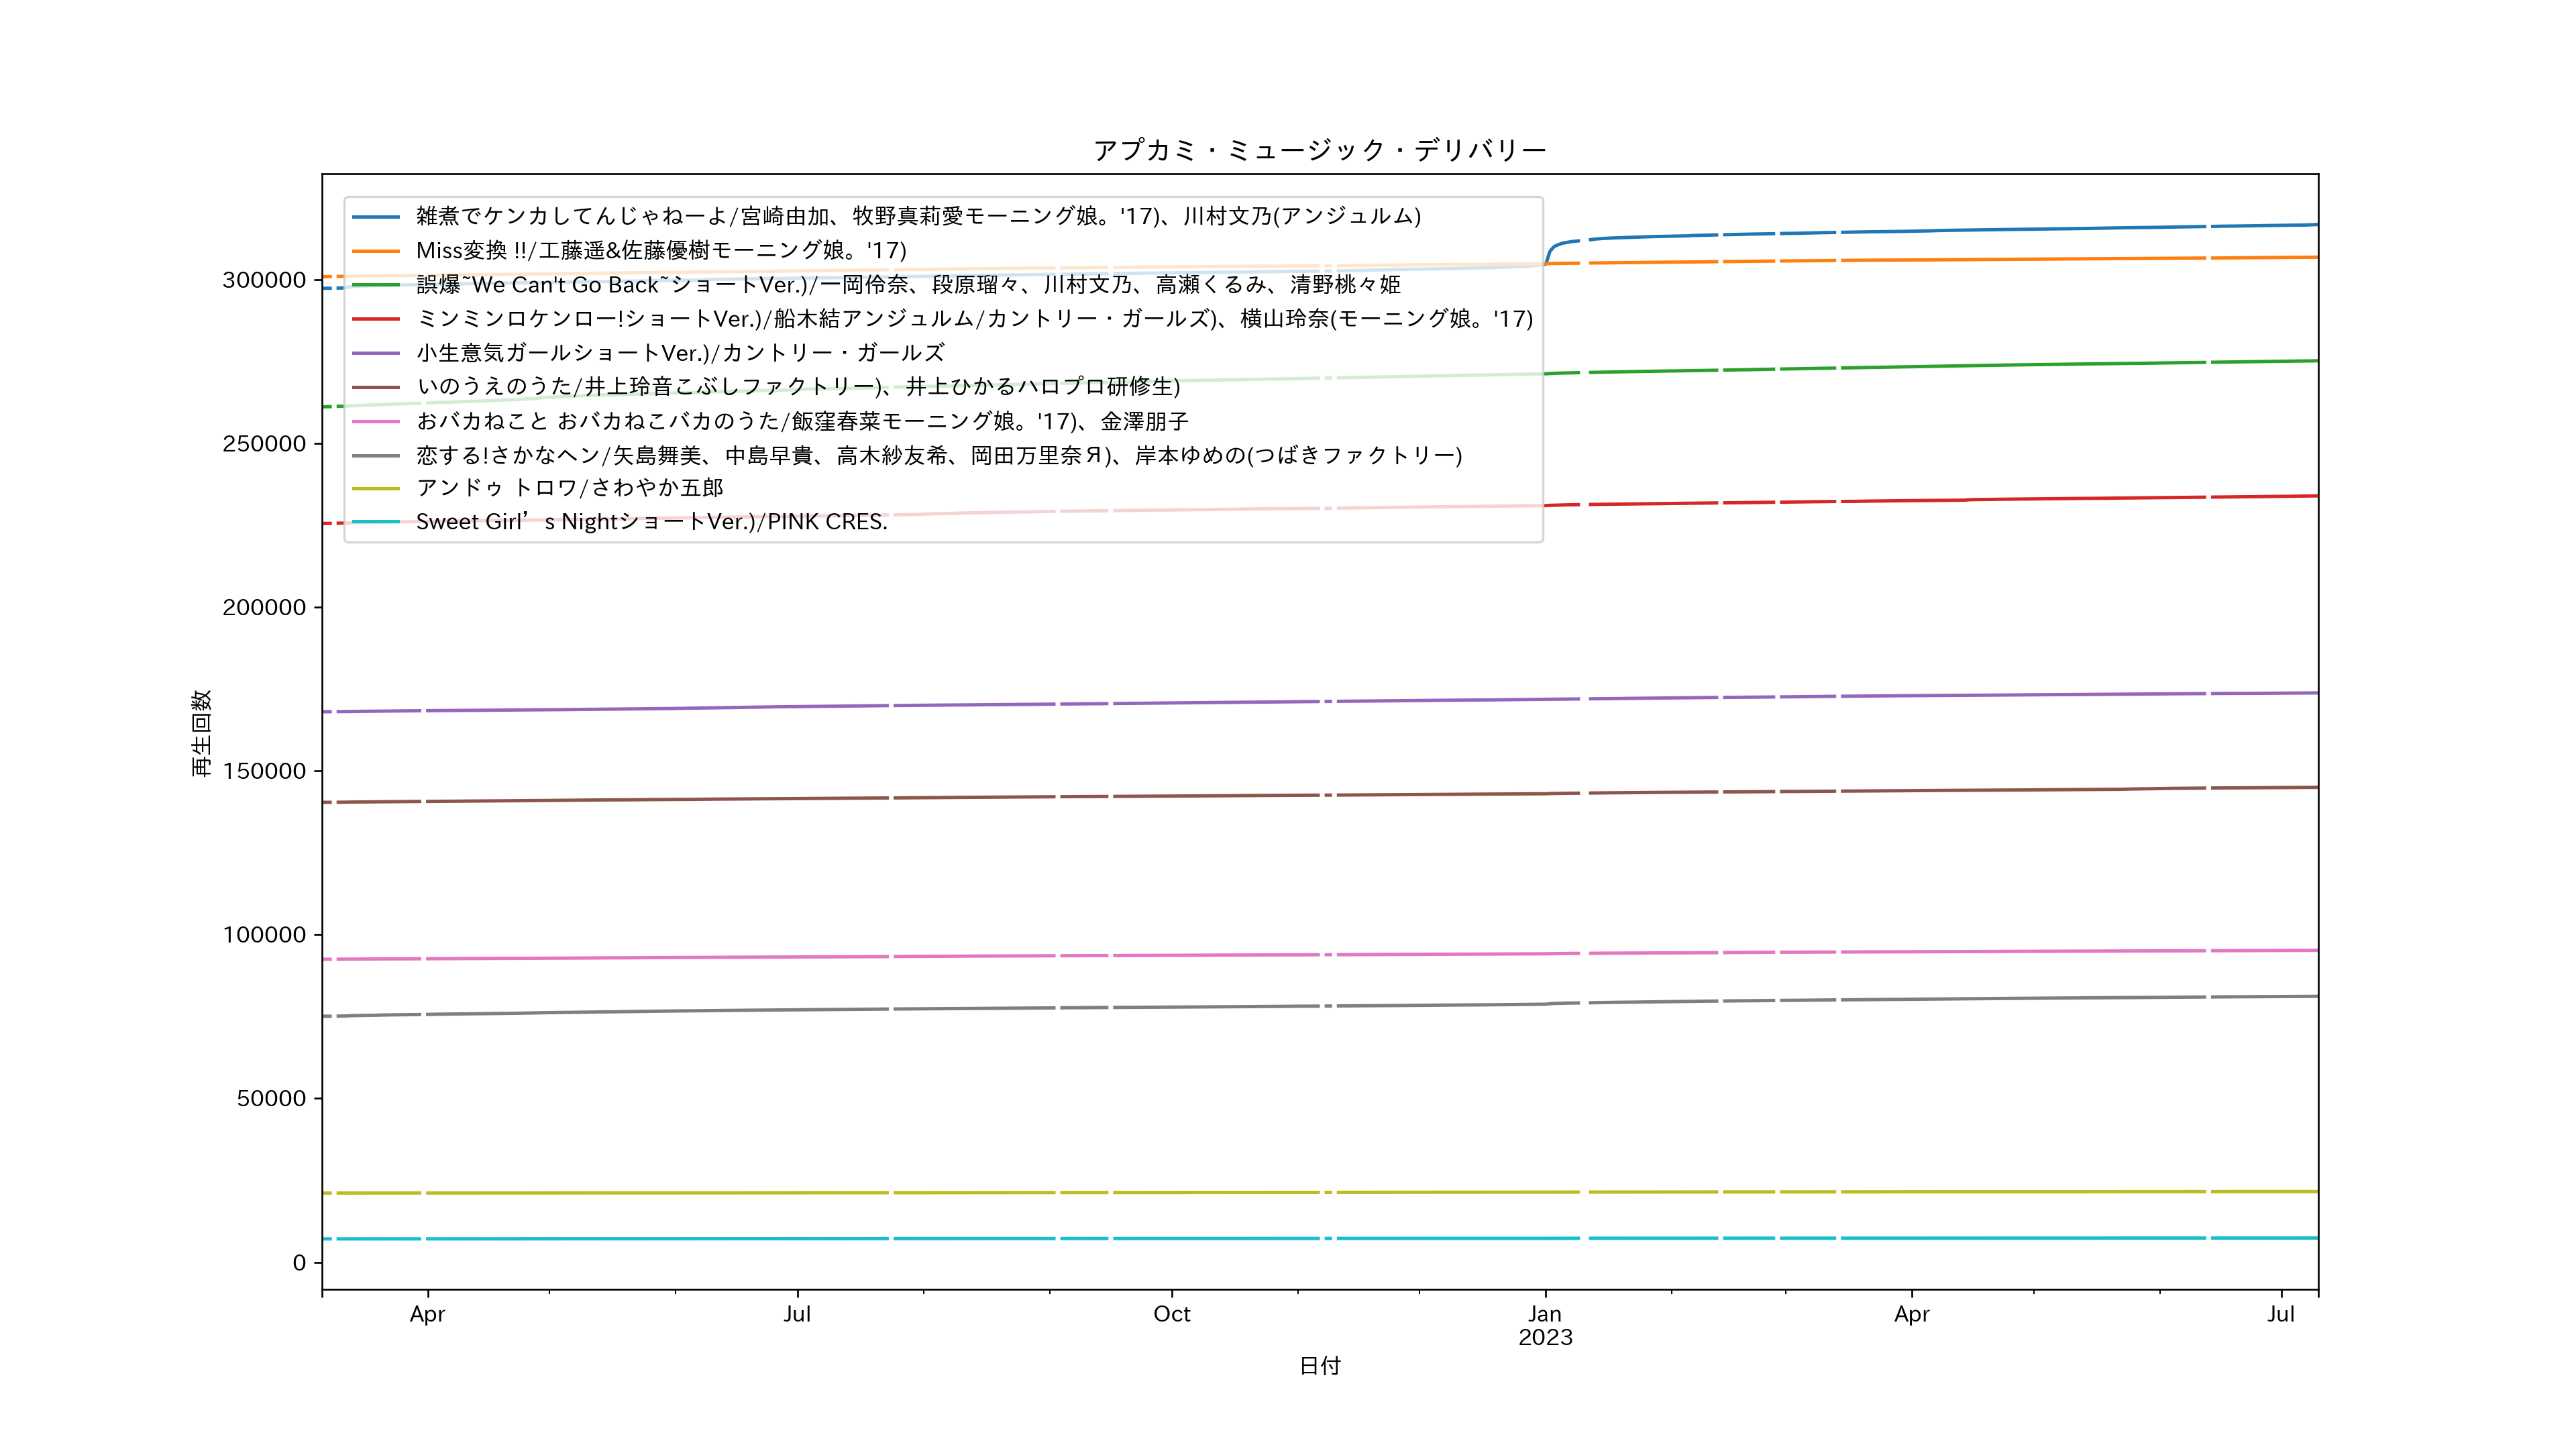 アプカミ・ミュージック・デリバリー
雑煮でケンカしてんじゃねーよ/宮崎由加、牧野真莉愛モーニング娘。'17)、川村文乃(アンジュルム)
Miss変換 !!/工藤遥&佐藤優樹モーニング娘。'17)
誤爆~We Can't Go Back~ショートVer.)/一岡伶奈、段原瑠々、川村文乃、高瀬くるみ、清野桃々姫
ミンミンロケンロー!ショートVer.)/船木結アンジュルム/カントリー・ガールズ)、横山玲奈(モーニング娘。'17)
小生意気ガールショートVer.)/カントリー・ガールズ
いのうえのうた/井上玲音こぶしファクトリー)、井上ひかるハロプロ研修生)
おバカねこと おバカねこバカのうた/飯窪春菜モーニング娘。'17)、金澤朋子
恋する!さかなヘン/矢島舞美、中島早貴、高木紗友希、岡田万里奈Я)、岸本ゆめの(つばきファクトリー)
アンドゥ トロワ/さわやか五郎
Sweet Girl’s NightショートVer.)/PINK CRES.
300000
250000
200000
150000
100000
50000
0
再生回数
Apr
Jul
Oct
Jan
2023
Apr
Jul
日付